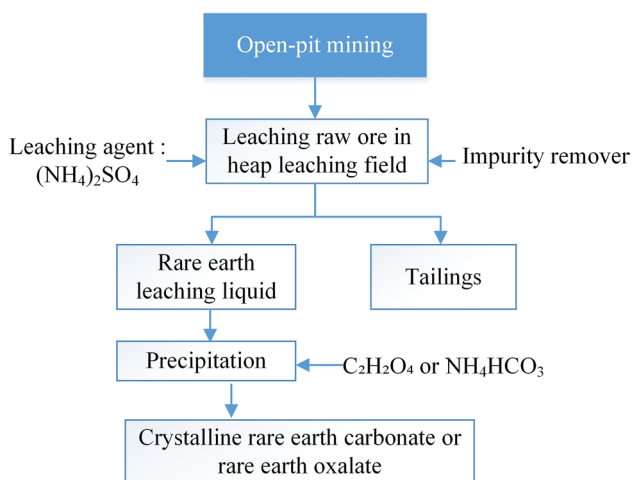 Open-pit mining
Leaching agent :
(NH₄)₂SO₄
Leaching raw ore in
heap leaching field
Impurity remover
Rare earth
leaching liquid
Tailings
Precipitation
C₂H₂O₄ or NH₄HCO₃
Crystalline rare earth carbonate or
rare earth oxalate